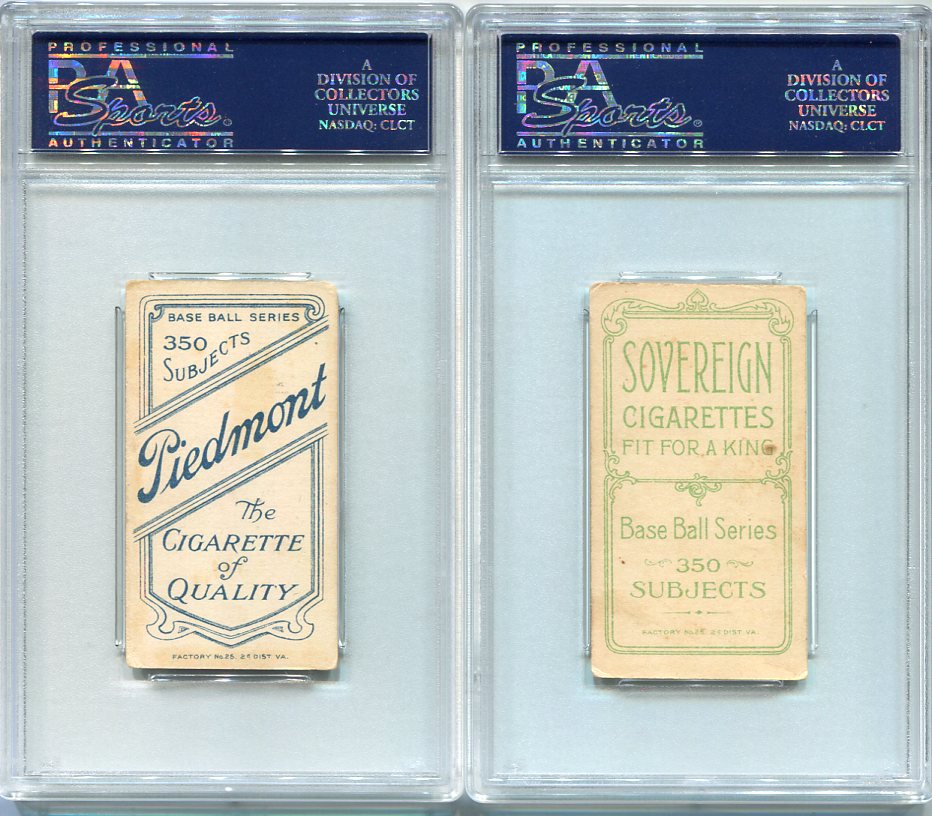 PROFESSIONAL
PSA
Sports
AUTHENTICATOR
A
DIVISION OF
COLLECTORS
UNIVERSE
NASDAQ: CLCT
BASE BALL SERIES
350
SUBJECTS
Piedmont
The
CIGARETTE
of
QUALITY
FACTORY No 25. 2d DIST VA.
PROFESSIONAL
PSA
Sports
AUTHENTICATOR
A
DIVISION OF
COLLECTORS
UNIVERSE
NASDAQ: CLCT
SOVEREIGN
CIGARETTES
FIT FOR A KING
Base Ball Series
350
SUBJECTS
FACTORY No 25. 2d DIST VA.